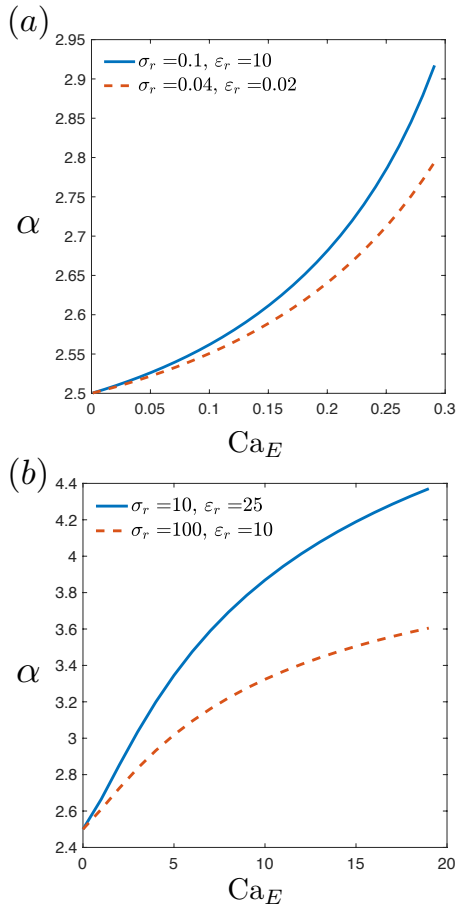 (a)
2.95
2.9
2.85
2.8
2.75
2.7
2.65
2.6
2.55
2.5
σr =0.1, εr =10
σr =0.04, εr =0.02
α
0 0.05 0.1 0.15 0.2 0.25 0.3
CaE
(b)
4.4
4.2
4
3.8
3.6
3.4
3.2
3
2.8
2.6
2.4
σr =10, εr =25
σr =100, εr =10
α
0 5 10 15 20
CaE